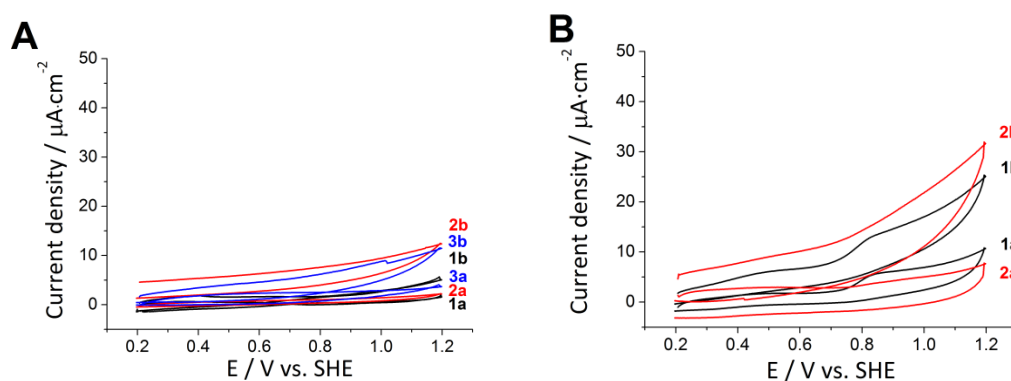 A
Current density / μA·cm⁻²
50
40
30
20
10
0
2b
3b
1b
3a
2a
1a
0.2 0.4 0.6 0.8 1.0 1.2
E / V vs. SHE
B
Current density / μA·cm⁻²
50
40
30
20
10
0
1a
0.2 0.4 0.6 0.8 1.0 1.2
E / V vs. SHE